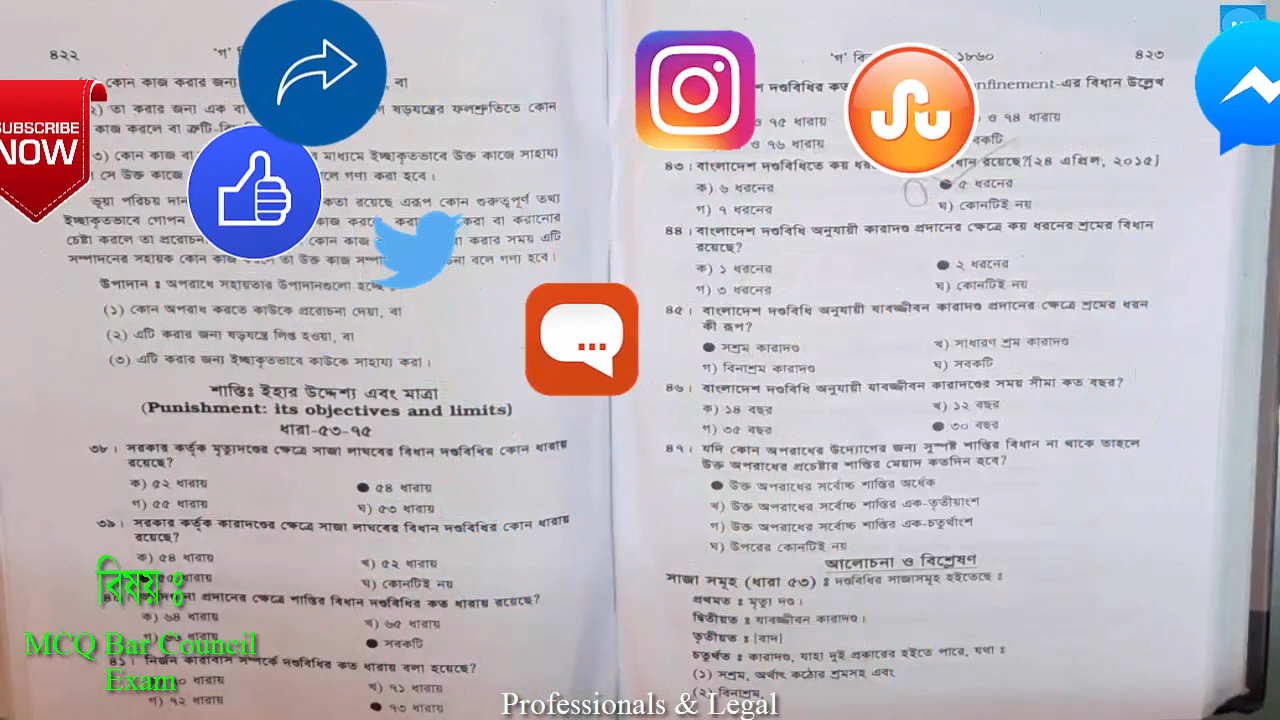 ৪২২
কোন কাজ করার জন্য
বা
২) তা করার জন্য এক বা
ষড়যন্ত্রের ফলশ্রুতিতে কোন
কাজ করলে বা
৩) কোন কাজ বা
মাধ্যমে ইচ্ছাকৃতভাবে উক্ত কাজে সাহায্য
সে উক্ত কাজে
বলে গণ্য করা হবে।
ভূয়া পরিচয় দান
রয়েছে এরূপ কোন গুরুত্বপূর্ণ তথ্য
ইচ্ছাকৃতভাবে গোপন
কাজ
করা বা করানোর
চেষ্টা করলে তা প্ররোচনা
কোন কাজ
করার সময় এটি
সম্পাদনের সহায়ক কোন কাজ
তা উক্ত কাজ
বলে গণ্য হবে।
উপাদান : অপরাধে সহায়তার উপাদানগুলো হচ্ছে
(১) কোন অপরাধ করতে কাউকে প্ররোচনা দেয়া, বা
(২) এটি করার জন্য ষড়যন্ত্রে লিপ্ত হওয়া, বা
(৩) এটি করার জন্য ইচ্ছাকৃতভাবে কাউকে সাহায্য করা।
শাস্তিঃ ইহার উদ্দেশ্য এবং মাত্রা
(Punishment: its objectives and limits)
ধারা-৫৩-৭৫
৩৮। সরকার কর্তৃক মৃত্যুদণ্ডের ক্ষেত্রে সাজা লাঘবের বিধান দণ্ডবিধির কোন ধারায়
রয়েছে?
ক) ৫২ ধারায়
৫৪ ধারায়
গ) ৫৫ ধারায়
ঘ) ৫৩ ধারায়
৩৯। সরকার কর্তৃক কারাদণ্ডের ক্ষেত্রে সাজা লাঘবের বিধান দণ্ডবিধির কোন ধারায়
রয়েছে?
ক) ৫৪ ধারায়
খ) ৫২ ধারায়
৫৫ ধারায়
ঘ) কোনটিই নয়
প্রদানের ক্ষেত্রে শাস্তির বিধান দণ্ডবিধির কত ধারায় রয়েছে?
ক) ৬৪ ধারায়
খ) ৬৫ ধারায়
ধারায়
সবকটি
৪১। নির্জন কারাবাস সম্পর্কে দণ্ডবিধির কত ধারায় বলা হয়েছে?
ধারায়
খ) ৭১ ধারায়
গ) ৭২ ধারায়
৭৩ ধারায়
SUBSCRIBE
NOW
বিষয় ঃ
MCQ Bar Council
Exam
Professionals & Legal
'গ'
১৮৬০
৪২৩
দণ্ডবিধির কত
nfinement-এর বিধান উল্লেখ
ও ৭৫ ধারায়
ও ৭৪ ধারায়
ও ৭৬ ধারায়
সবকটি
৪৩। বাংলাদেশ দণ্ডবিধিতে কয়
রয়েছে?[২৪ এপ্রিল, ২০১৫]
ক) ৬ ধরনের
৫ ধরনের
গ) ৭ ধরনের
ঘ) কোনটিই নয়
৪৪। বাংলাদেশ দণ্ডবিধি অনুযায়ী কারাদণ্ড প্রদানের ক্ষেত্রে কয় ধরনের শ্রমের বিধান
রয়েছে?
ক) ১ ধরনের
২ ধরনের
গ) ৩ ধরনের
ঘ) কোনটিই নয়
৪৫। বাংলাদেশ দণ্ডবিধি অনুযায়ী যাবজ্জীবন কারাদণ্ড প্রদানের ক্ষেত্রে শ্রমের ধরন
কী রূপ?
সশ্রম কারাদণ্ড
খ) সাধারণ শ্রম কারাদণ্ড
গ) বিনাশ্রম কারাদণ্ড
ঘ) সবকটি
৪৬। বাংলাদেশ দণ্ডবিধি অনুযায়ী যাবজ্জীবন কারাদণ্ডের সময় সীমা কত বছর?
ক) ১৪ বছর
খ) ১২ বছর
গ) ৩৫ বছর
৩০ বছর
৪৭। যদি কোন অপরাধের উদ্যোগের জন্য সুস্পষ্ট শাস্তির বিধান না থাকে তাহলে
উক্ত অপরাধের প্রচেষ্টার শাস্তির মেয়াদ কতদিন হবে?
উক্ত অপরাধের সর্বোচ্চ শাস্তির অর্ধেক
খ) উক্ত অপরাধের সর্বোচ্চ শাস্তির এক-তৃতীয়াংশ
গ) উক্ত অপরাধের সর্বোচ্চ শাস্তির এক-চতুর্থাংশ
ঘ) উপরের কোনটিই নয়
আলোচনা ও বিশ্লেষণ
সাজা সমূহ (ধারা ৫৩) : দণ্ডবিধির সাজাসমূহ হইতেছে :
প্রথমত : মৃত্যু দণ্ড।
দ্বিতীয়ত : যাবজ্জীবন কারাদণ্ড।
তৃতীয়ত : [বাদ]
চতুর্থত : কারাদণ্ড, যাহা দুই প্রকারের হইতে পারে, যথা :
(১) সশ্রম, অর্থাৎ কঠোর শ্রমসহ এবং
(২) বিনাশ্রম,